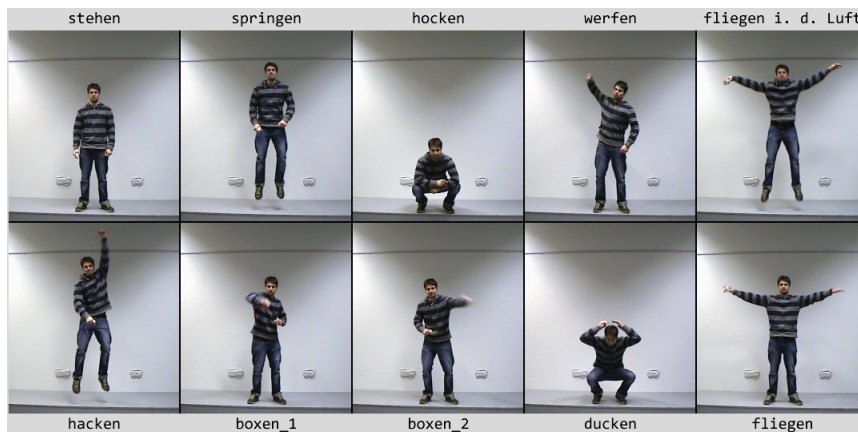 stehen springen hocken werfen fliegen i. d. Luft
hacken boxen_1 boxen_2 ducken fliegen